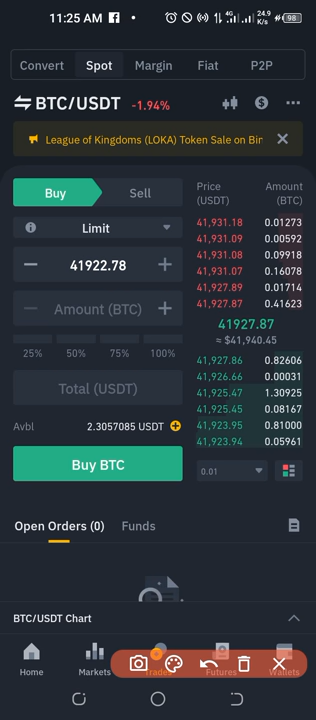 11:25 AM
4G
24.9
K/s
98
Convert Spot Margin Fiat P2P
BTC/USDT -1.94%
League of Kingdoms (LOKA) Token Sale on Bin
Buy Sell
Limit
41922.78
Amount (BTC)
25% 50% 75% 100%
Total (USDT)
Avbl 2.3057085 USDT
Buy BTC
Price Amount
(USDT) (BTC)
41,931.18 0.01273
41,931.09 0.00592
41,931.08 0.09918
41,931.07 0.16078
41,927.89 0.01714
41,927.87 0.41623
41927.87
≈ $41,940.45
41,927.86 0.82606
41,926.66 0.00031
41,925.47 1.30925
41,925.45 0.08167
41,923.95 0.81000
41,923.94 0.05961
0.01
Open Orders (0) Funds
BTC/USDT Chart
Home Markets Trades Futures Wallets